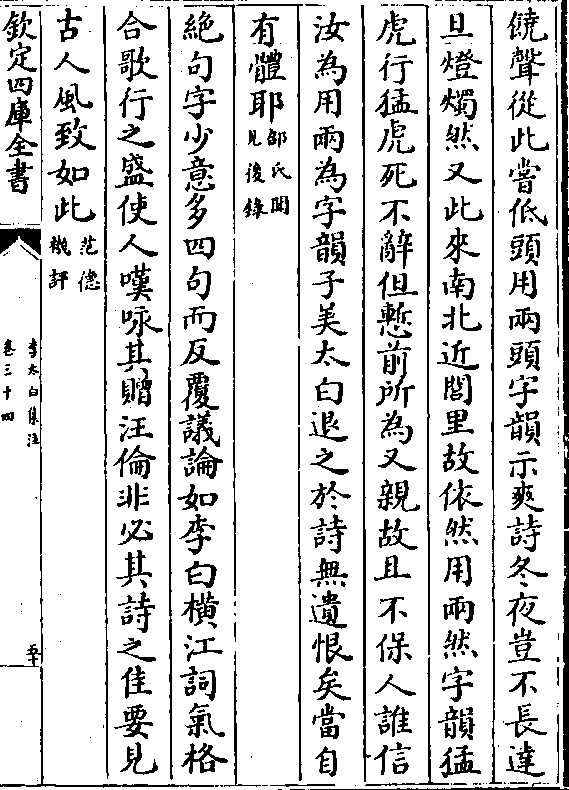 饒聲從此嘗低頭用兩頭字韻示爽詩冬夜豈不長達
旦燈燭然又此來南北近閭里故依然用兩然字韻猛
虎行猛虎死不辭但慙前所為又親故且不保人誰信
汝為用兩為字韻子美太白退之於詩無遺恨矣當自
有體耶邵氏聞
見後錄
絶句字少意多四句而反覆議論如李白橫江詞氣格
合歌行之盛使人嘆咏其贈汪倫非必其詩之佳要見
古人風致如此范德
機評
欽定四庫全書
李太白集注
卷三十四
五十